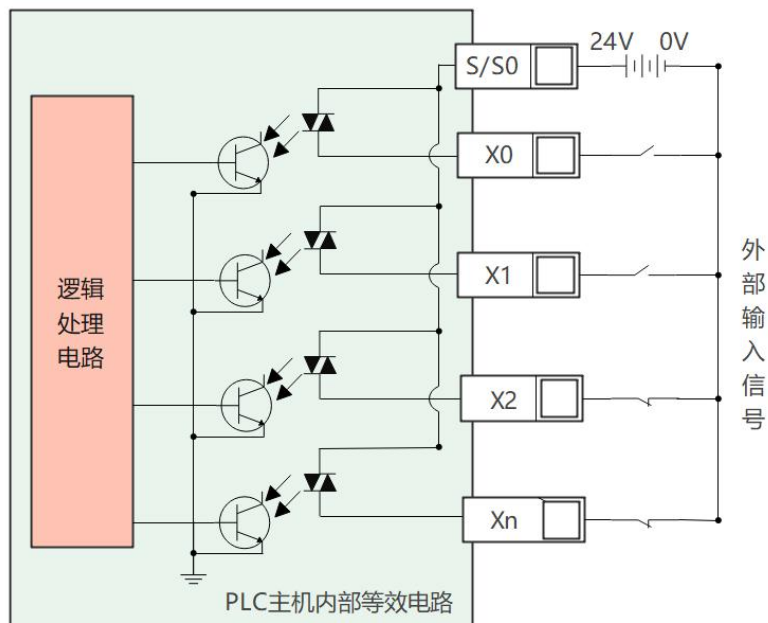 24V 0V
S/S0
X0
X1
逻辑
处理
电路
外
部
输
入
信
号
X2
Xn
PLC主机内部等效电路